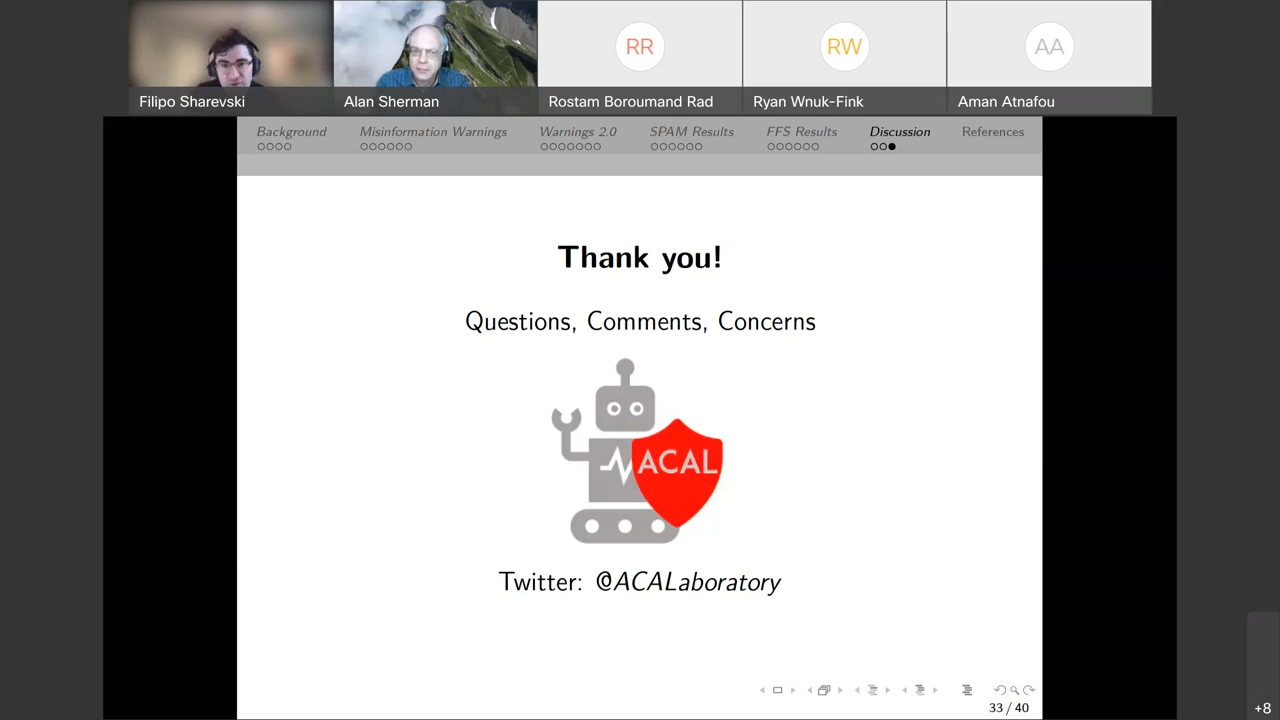 RR
RW
AA
Filipo Sharevski
Alan Sherman
Rostam Boroumand Rad
Ryan Wnuk-Fink
Aman Atnafou
Background
Misinformation Warnings
Warnings 2.0
SPAM Results
FFS Results
Discussion
References
Thank you!
Questions, Comments, Concerns
ACAL
Twitter: @ACALaboratory
33 / 40
+8